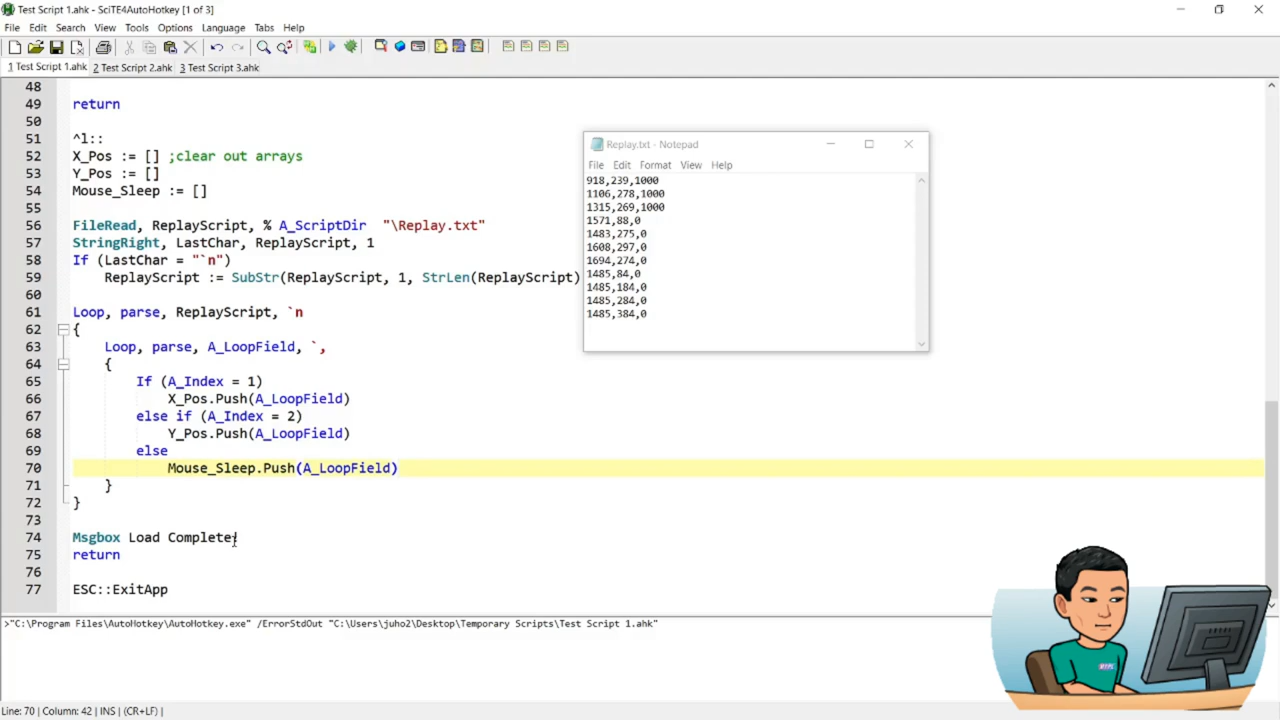 Test Script 1.ahk - SciTE4AutoHotkey [1 of 3]
File Edit Search View Tools Options Language Tabs Help
1 Test Script 1.ahk 2 Test Script 2.ahk 3 Test Script 3.ahk
48
49 return
50
51 ^l::
52 X_Pos := [] ;clear out arrays
53 Y_Pos := []
54 Mouse_Sleep := []
55
56 FileRead, ReplayScript, % A_ScriptDir "\Replay.txt"
57 StringRight, LastChar, ReplayScript, 1
58 If (LastChar = "`n")
59 ReplayScript := SubStr(ReplayScript, 1, StrLen(ReplayScript)
60
61 Loop, parse, ReplayScript, `n
62 {
63 Loop, parse, A_LoopField, `,
64 {
65 If (A_Index = 1)
66 X_Pos.Push(A_LoopField)
67 else if (A_Index = 2)
68 Y_Pos.Push(A_LoopField)
69 else
70 Mouse_Sleep.Push(A_LoopField)
71 }
72 }
73
74 Msgbox Load Complete!
75 return
76
77 ESC::ExitApp
Replay.txt - Notepad
File Edit Format View Help
918,239,1000
1106,278,1000
1315,269,1000
1571,88,0
1483,275,0
1608,297,0
1694,274,0
1485,84,0
1485,184,0
1485,284,0
1485,384,0
>"C:\Program Files\AutoHotkey\AutoHotkey.exe" /ErrorStdOut "C:\Users\juho2\Desktop\Temporary Scripts\Test Script 1.ahk"
Line: 70 | Column: 42 | INS | (CR+LF) |